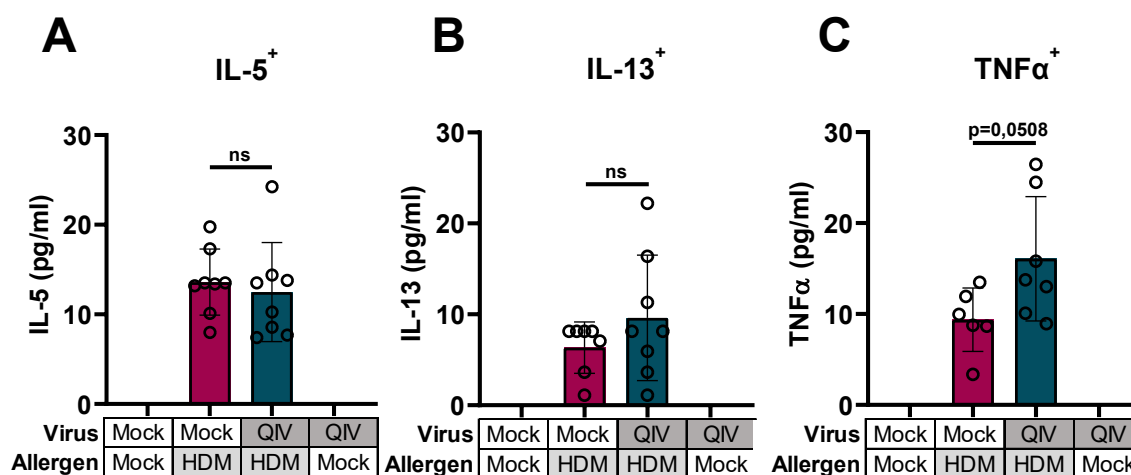 A
IL-5+
IL-5 (pg/ml)
30
20
10
0
ns
Virus Mock Mock QIV QIV
Allergen Mock HDM HDM Mock
B
IL-13+
IL-13 (pg/ml)
30
20
10
0
ns
Virus Mock Mock QIV QIV
Allergen Mock HDM HDM Mock
C
TNFα+
TNFα (pg/ml)
30
20
10
0
p=0,0508
Virus Mock Mock QIV QIV
Allergen Mock HDM HDM Mock